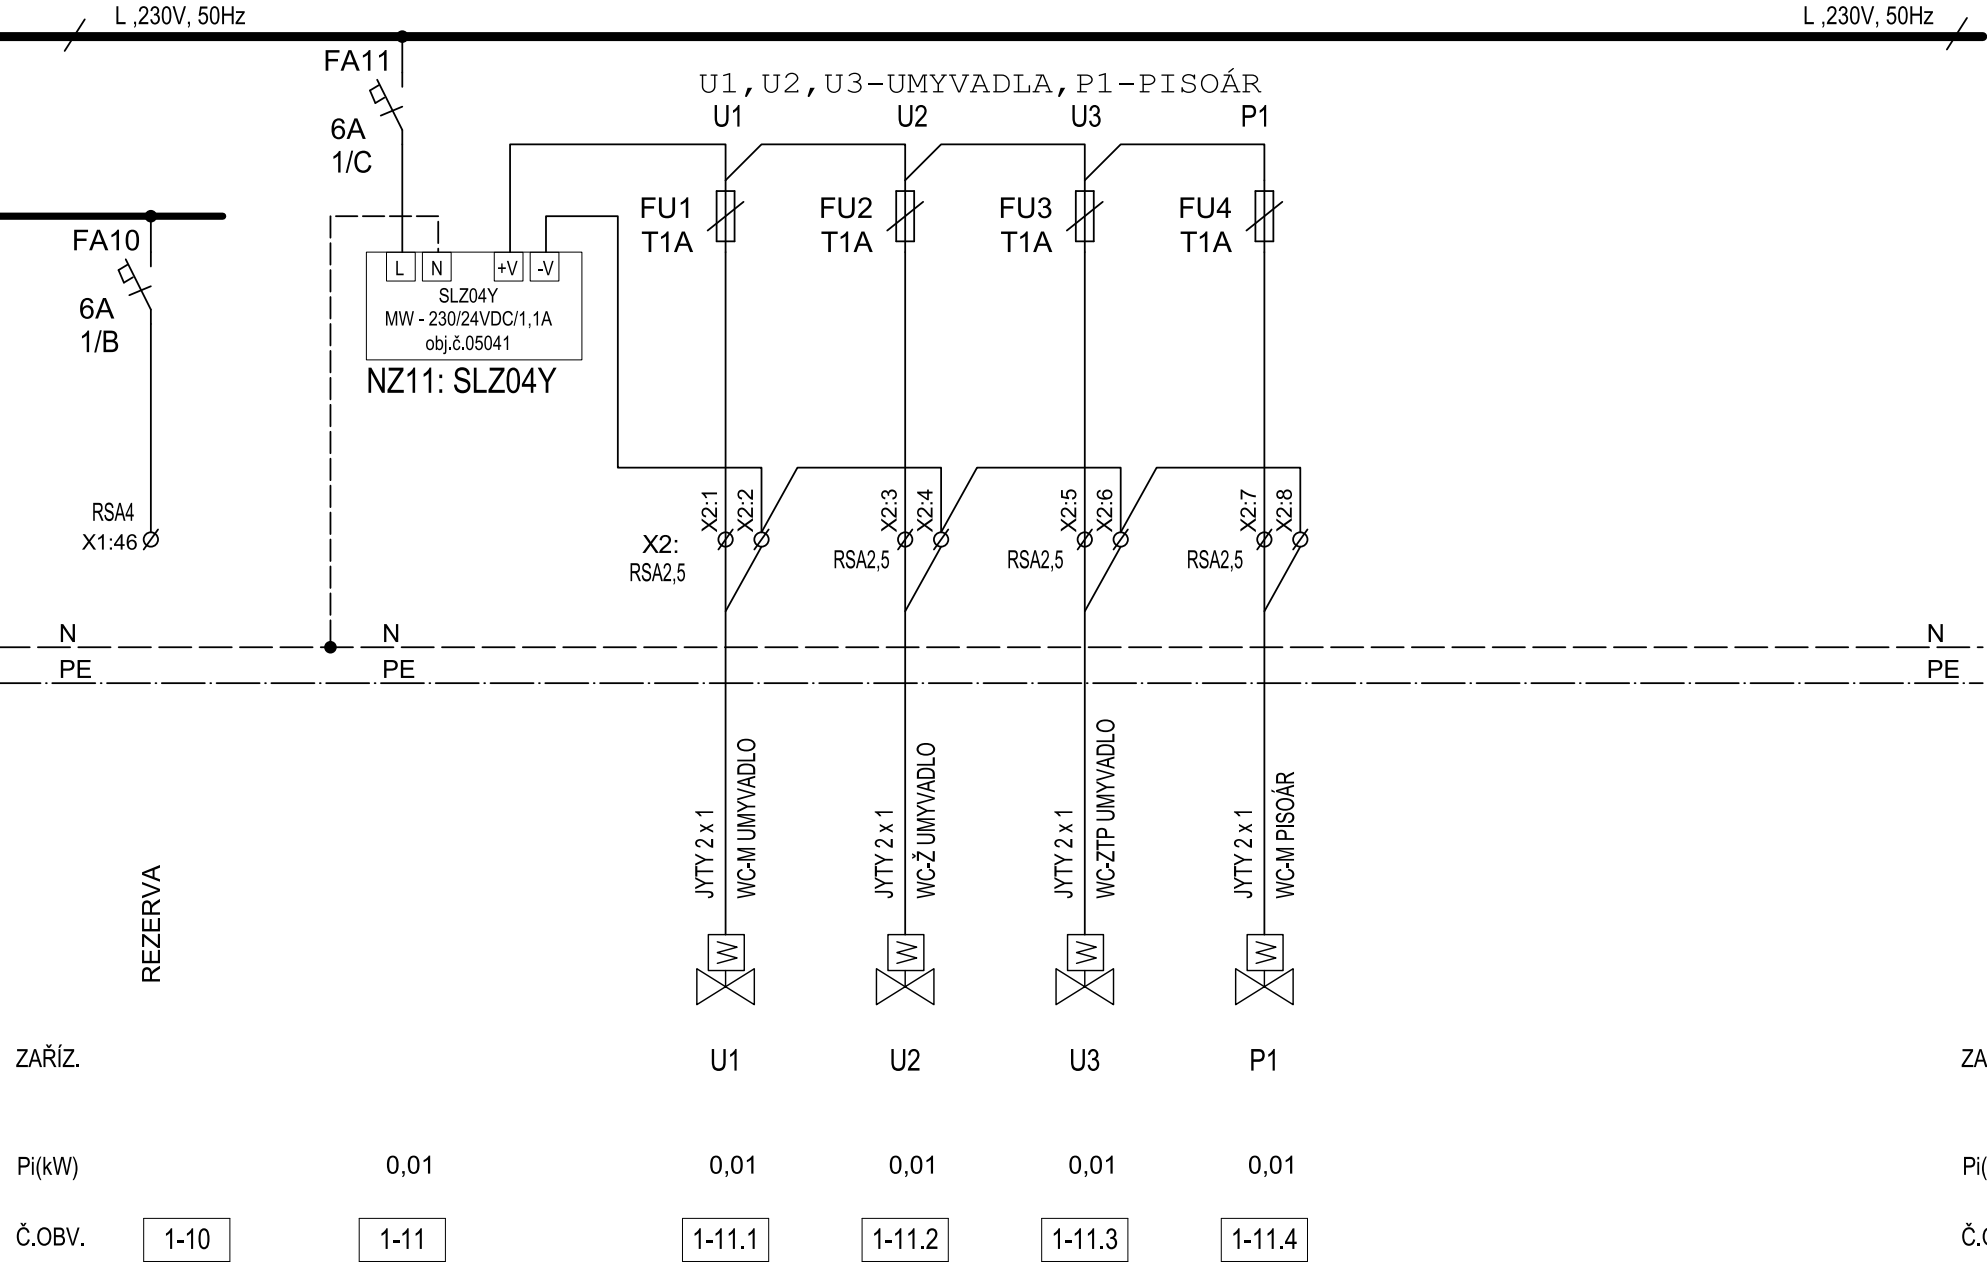 L ,230V, 50Hz
L ,230V, 50Hz
FA11
6A
1/C
U1,U2,U3-UMYVADLA,P1-PISOÁR
U1
U2
U3
P1
FU1
T1A
FU2
T1A
FU3
T1A
FU4
T1A
FA10
6A
1/B
L
N
+V
-V
SLZ04Y
MW - 230/24VDC/1,1A
obj.č.05041
NZ11: SLZ04Y
RSA4
X1:46
X2:1
X2:2
X2:3
X2:4
X2:5
X2:6
X2:7
X2:8
X2:
RSA2,5
RSA2,5
RSA2,5
RSA2,5
N
N
N
PE
PE
PE
REZERVA
JYTY 2 x 1
WC-M UMYVADLO
JYTY 2 x 1
WC-Ž UMYVADLO
JYTY 2 x 1
WC-ZTP UMYVADLO
JYTY 2 x 1
WC-M PISOÁR
W
W
W
W
ZAŘÍZ.
U1
U2
U3
P1
ZA
Pi(kW)
0,01
0,01
0,01
0,01
0,01
Pi(
Č.OBV.
1-10
1-11
1-11.1
1-11.2
1-11.3
1-11.4
Č.